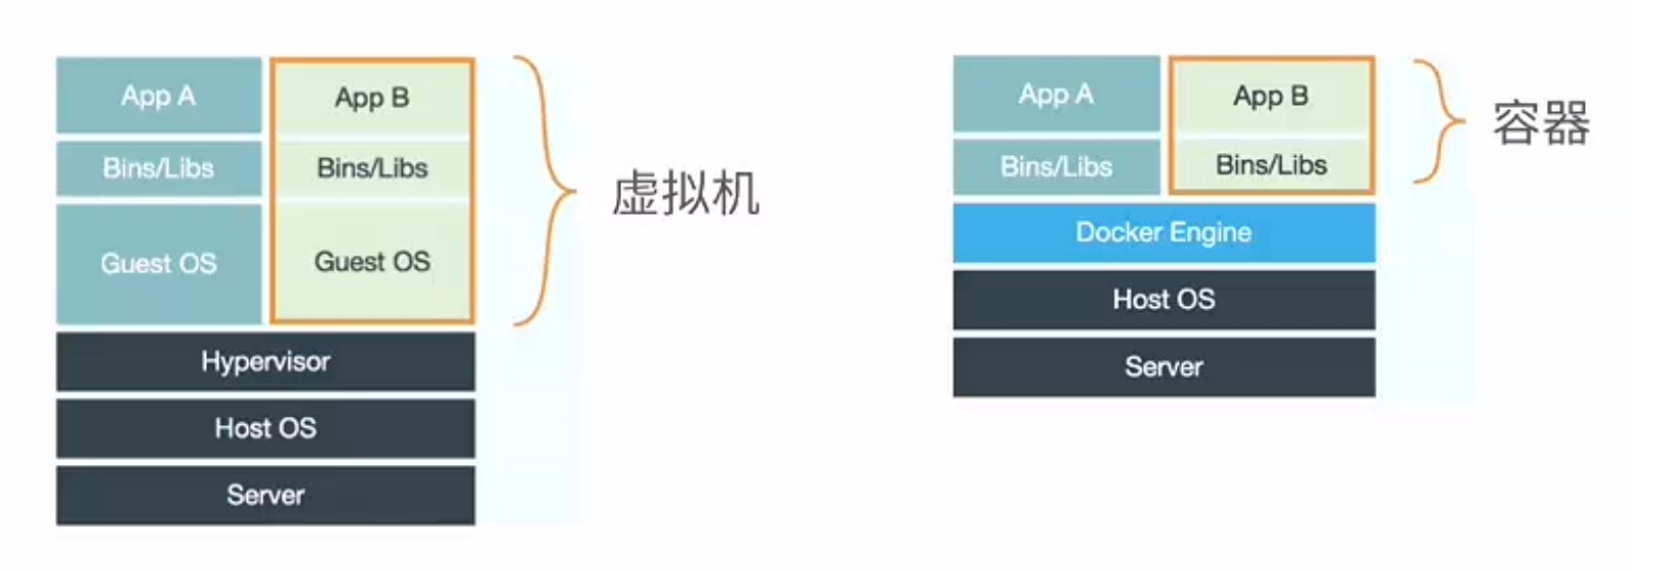 App A
App B
Bins/Libs
Bins/Libs
Guest OS
Guest OS
Hypervisor
Host OS
Server
虚拟机
App A
App B
Bins/Libs
Bins/Libs
Docker Engine
Host OS
Server
容器